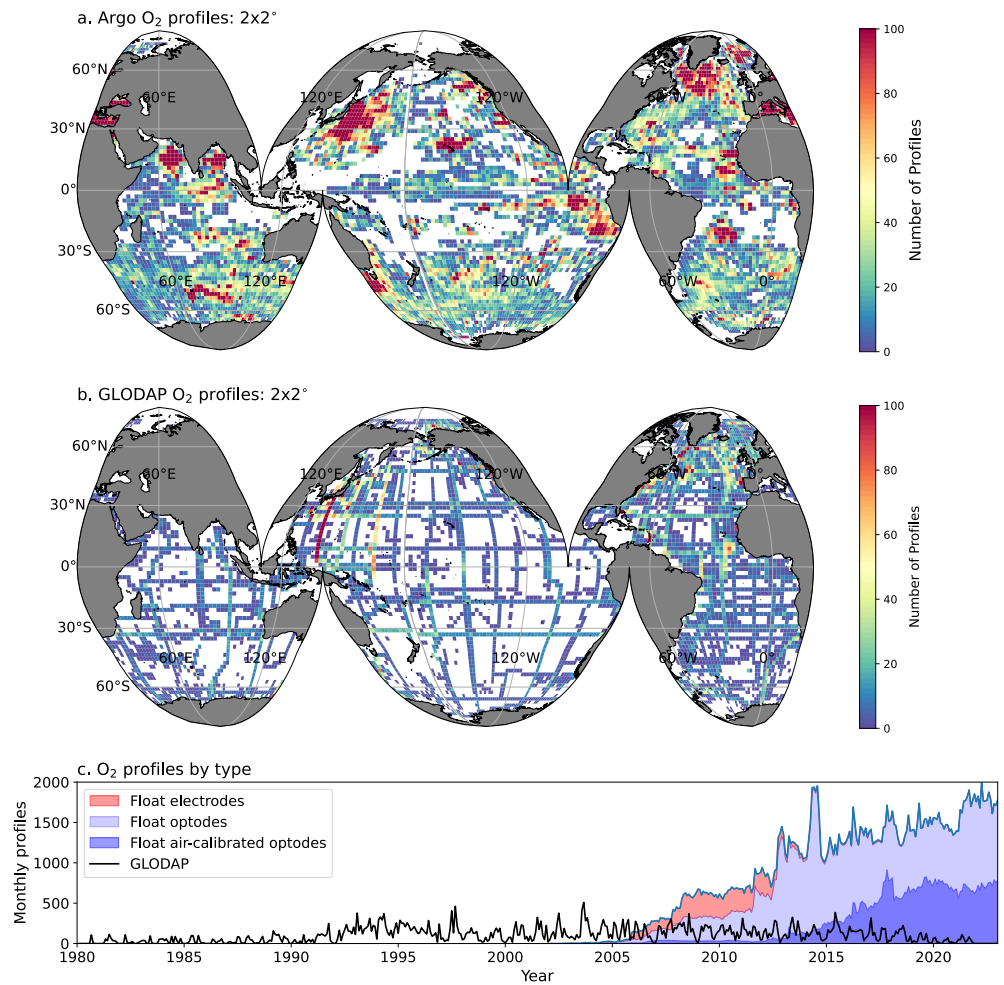 a. Argo O₂ profiles: 2x2°
60°N
30°N
0°
30°S
60°S
60°E
120°E
120°W
60°W
0°
60°E
120°E
120°W
60°W
0°
100
80
60
40
20
0
Number of Profiles
b. GLODAP O₂ profiles: 2x2°
60°N
30°N
0°
30°S
60°S
60°E
120°E
120°W
60°W
0°
60°E
120°E
120°W
60°W
0°
100
80
60
40
20
0
Number of Profiles
c. O₂ profiles by type
2000
1500
1000
500
0
Monthly profiles
Float electrodes
Float optodes
Float air-calibrated optodes
GLODAP
1980 1985 1990 1995 2000 2005 2010 2015 2020
Year